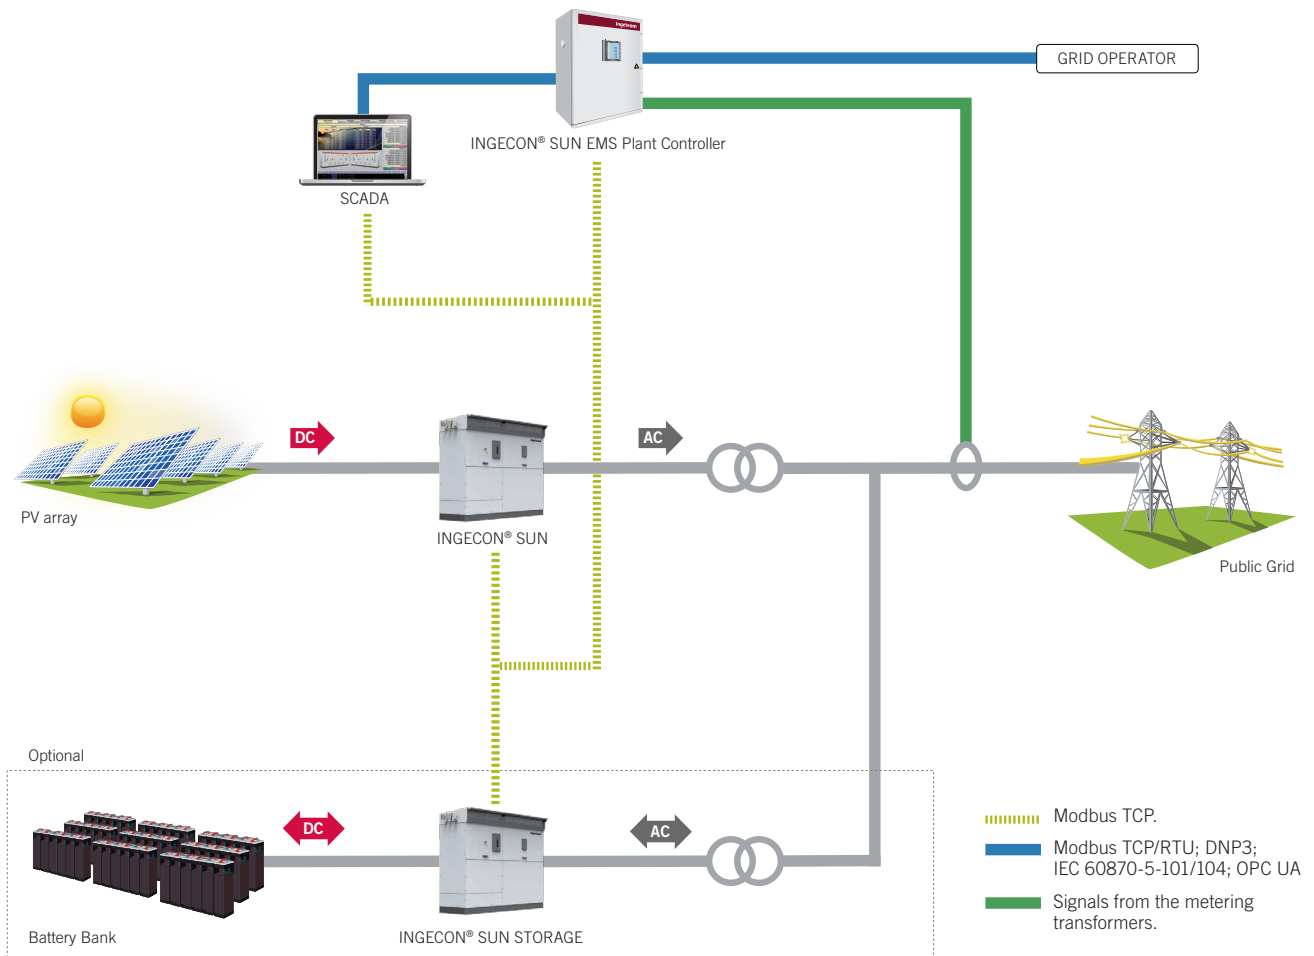 Ingeteam
GRID OPERATOR
INGECON® SUN EMS Plant Controller
SCADA
DC
AC
PV array
INGECON® SUN
Public Grid
Optional
DC
AC
Battery Bank
INGECON® SUN STORAGE
Modbus TCP.
Modbus TCP/RTU; DNP3;
IEC 60870-5-101/104; OPC UA
Signals from the metering
transformers.